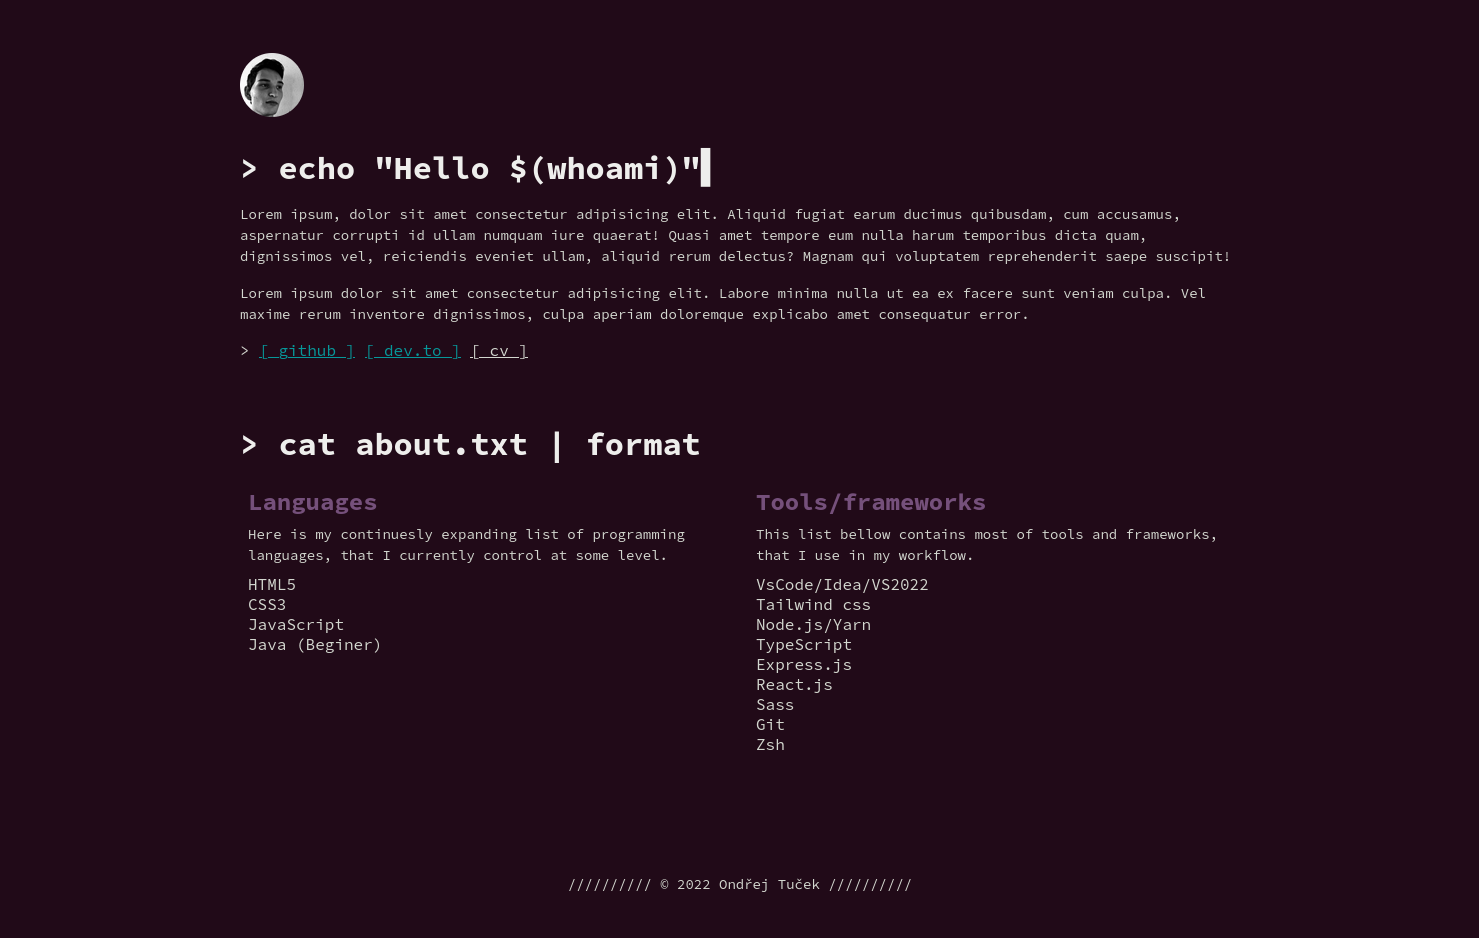 > echo "Hello $(whoami)"
Lorem ipsum, dolor sit amet consectetur adipisicing elit. Aliquid fugiat earum ducimus quibusdam, cum accusamus,
aspernatur corrupti id ullam numquam iure quaerat! Quasi amet tempore eum nulla harum temporibus dicta quam,
dignissimos vel, reiciendis eveniet ullam, aliquid rerum delectus? Magnam qui voluptatem reprehenderit saepe suscipit!
Lorem ipsum dolor sit amet consectetur adipisicing elit. Labore minima nulla ut ea ex facere sunt veniam culpa. Vel
maxime rerum inventore dignissimos, culpa aperiam doloremque explicabo amet consequatur error.
> [ github ] [ dev.to ] [ cv ]
> cat about.txt | format
Languages
Here is my continuesly expanding list of programming
languages, that I currently control at some level.
HTML5
CSS3
JavaScript
Java (Beginer)
Tools/frameworks
This list bellow contains most of tools and frameworks,
that I use in my workflow.
VsCode/Idea/VS2022
Tailwind css
Node.js/Yarn
TypeScript
Express.js
React.js
Sass
Git
Zsh
////////// © 2022 Ondřej Tuček //////////